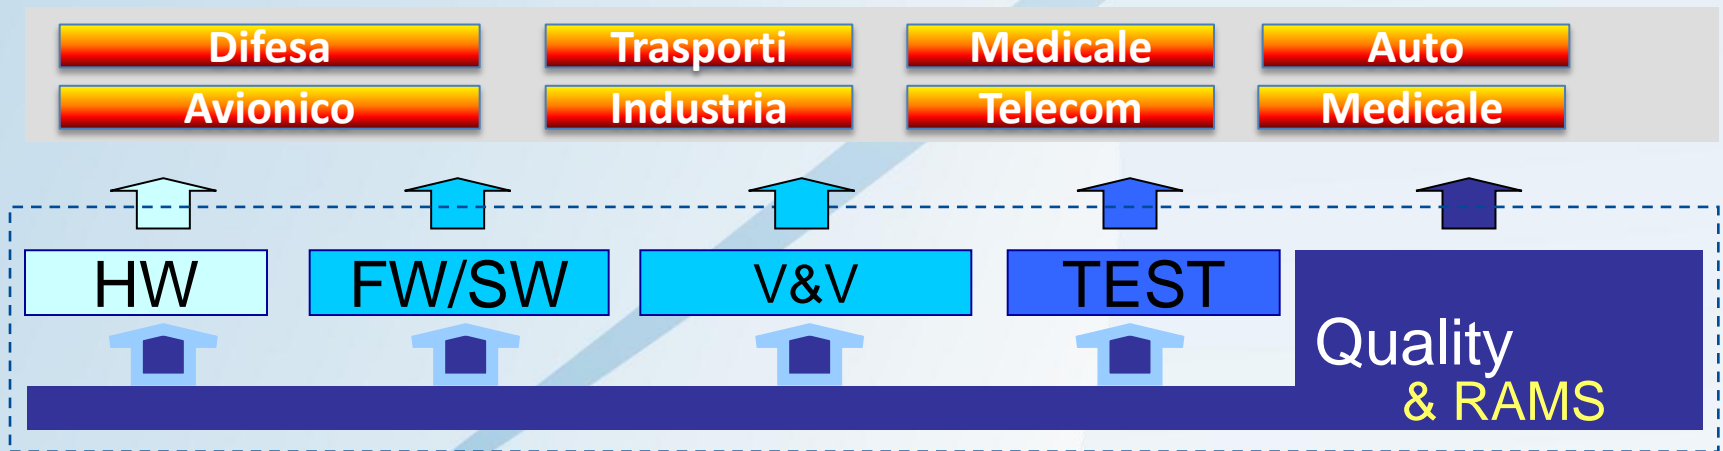 Difesa Trasporti Medicale Auto
Avionico Industria Telecom Medicale
HW FW/SW V&V TEST
Quality
& RAMS